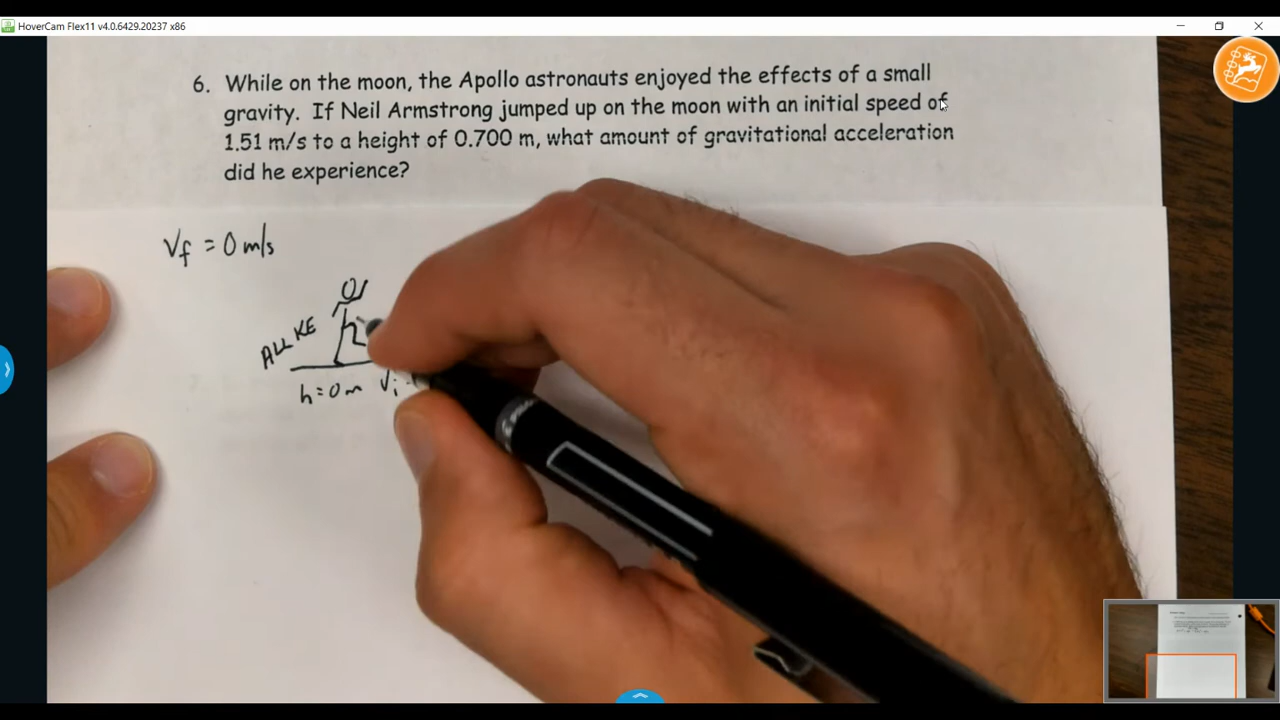 HoverCam Flex11 v4.0.6429.20237 x86
6. While on the moon, the Apollo astronauts enjoyed the effects of a small
gravity. If Neil Armstrong jumped up on the moon with an initial speed of
1.51 m/s to a height of 0.700 m, what amount of gravitational acceleration
did he experience?
Vf = 0 m/s
ALL KE
h = 0 m Vi